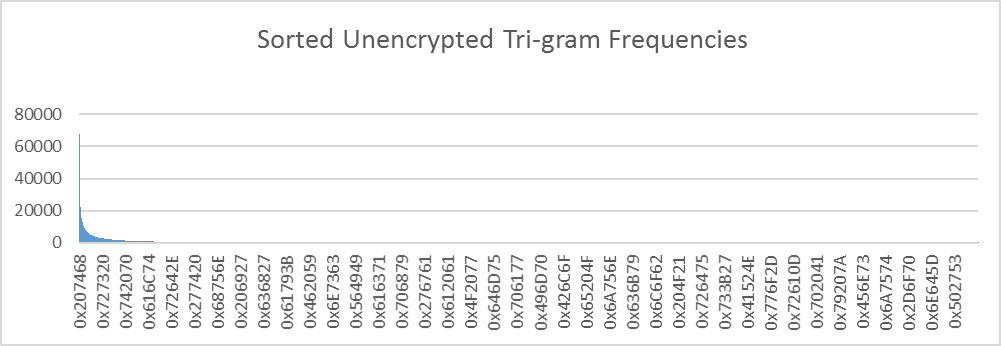 Sorted Unencrypted Tri-gram Frequencies
80000
60000
40000
20000
0
0x207468
0x727320
0x742070
0x616C74
0x72642E
0x277420
0x68756E
0x206927
0x636827
0x61793B
0x462059
0x6E7363
0x564949
0x616371
0x706879
0x276761
0x612061
0x4F2077
0x646D75
0x706177
0x496D70
0x426C6F
0x65204F
0x6A756E
0x636B79
0x6C6F62
0x204F21
0x726475
0x733B27
0x41524E
0x776F2D
0x72610D
0x702041
0x79207A
0x456E73
0x6A7574
0x2D6F70
0x6E645D
0x502753